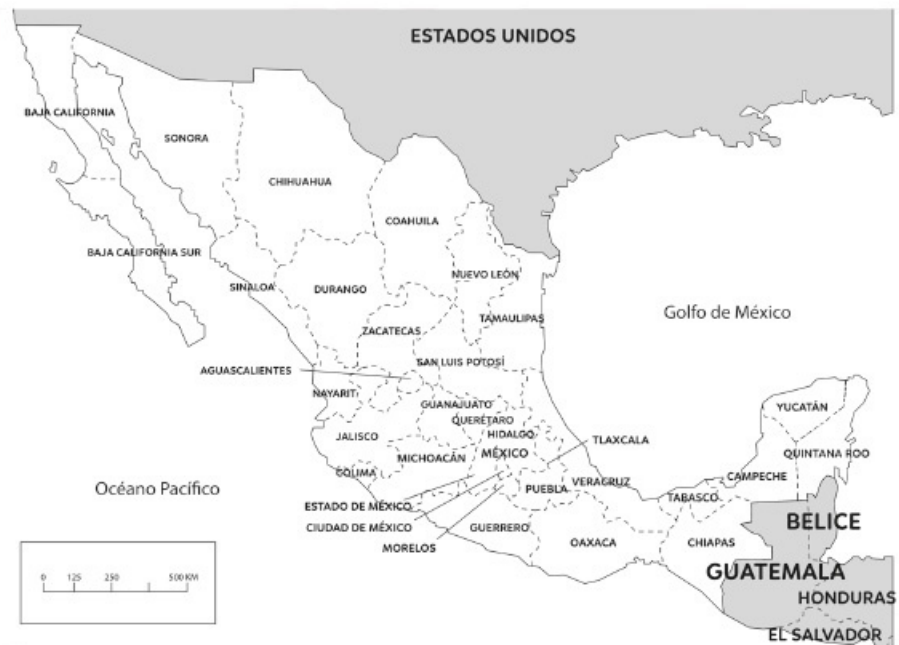 ESTADOS UNIDOS
BAJA CALIFORNIA
SONORA
CHIHUAHUA
COAHUILA
BAJA CALIFORNIA SUR
SINALOA
DURANGO
NUEVO LEÓN
TAMAULIPAS
Golfo de México
ZACATECAS
SAN LUIS POTOSÍ
AGUASCALIENTES
NAYARIT
GUANAJUATO
QUERÉTARO
HIDALGO
TLAXCALA
YUCATÁN
JALISCO
MÉXICO
MICHOACÁN
QUINTANA ROO
COLIMA
CAMPECHE
VERACRUZ
PUEBLA
Océano Pacífico
TABASCO
ESTADO DE MÉXICO
CIUDAD DE MÉXICO
MORELOS
GUERRERO
OAXACA
CHIAPAS
BELICE
GUATEMALA
HONDURAS
EL SALVADOR
0 125 250 500 KM